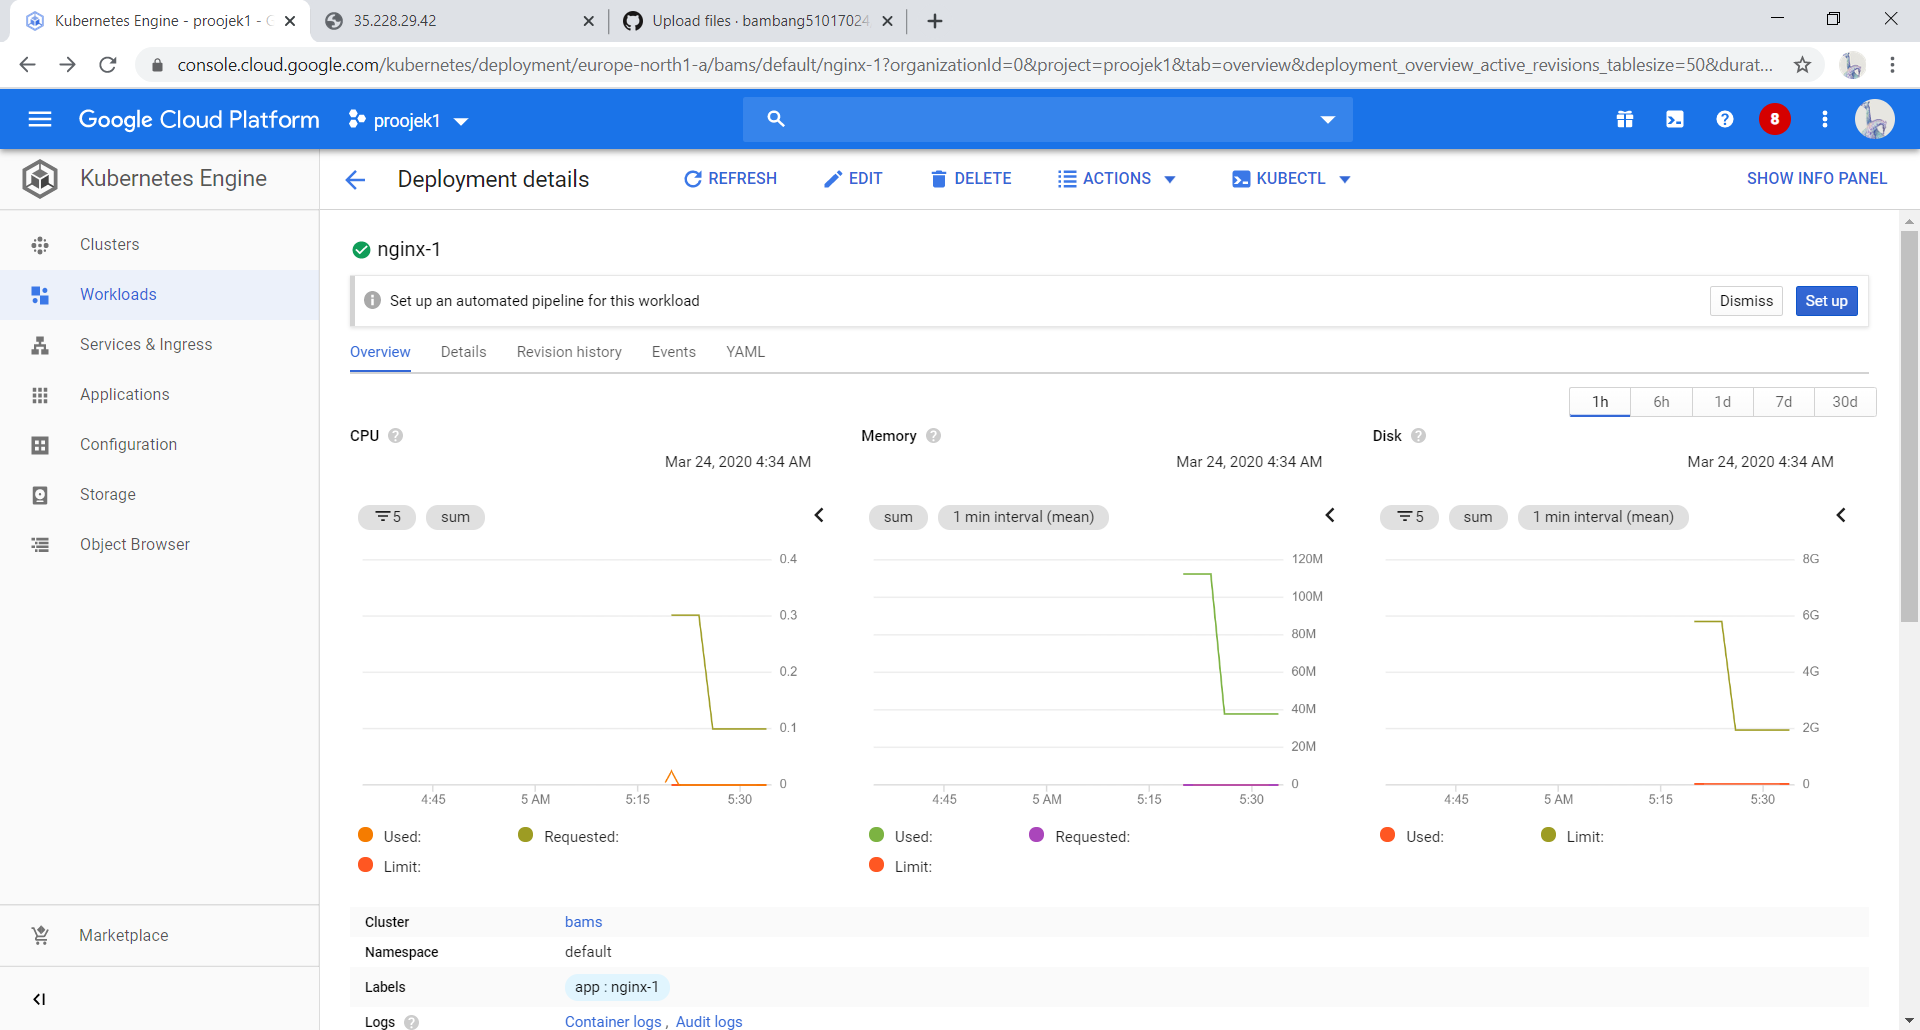 Kubernetes Engine - proojek1 - G
35.228.29.42
Upload files · bambang51017024
console.cloud.google.com/kubernetes/deployment/europe-north1-a/bams/default/nginx-1?organizationId=0&project=proojek1&tab=overview&deployment_overview_active_revisions_tablesize=50&durat...
Google Cloud Platform
proojek1
8
Kubernetes Engine
Deployment details
REFRESH
EDIT
DELETE
ACTIONS
KUBECTL
SHOW INFO PANEL
Clusters
Workloads
Services & Ingress
Applications
Configuration
Storage
Object Browser
Marketplace
nginx-1
Set up an automated pipeline for this workload
Dismiss
Set up
Overview
Details
Revision history
Events
YAML
1h
6h
1d
7d
30d
CPU
Mar 24, 2020 4:34 AM
5
sum
0.4
0.3
0.2
0.1
0
4:45
5 AM
5:15
5:30
Used:
Requested:
Limit:
Memory
Mar 24, 2020 4:34 AM
sum
1 min interval (mean)
120M
100M
80M
60M
40M
20M
0
4:45
5 AM
5:15
5:30
Used:
Requested:
Limit:
Disk
Mar 24, 2020 4:34 AM
5
sum
1 min interval (mean)
8G
6G
4G
2G
0
4:45
5 AM
5:15
5:30
Used:
Limit:
Cluster bams
Namespace default
Labels app : nginx-1
Logs Container logs , Audit logs